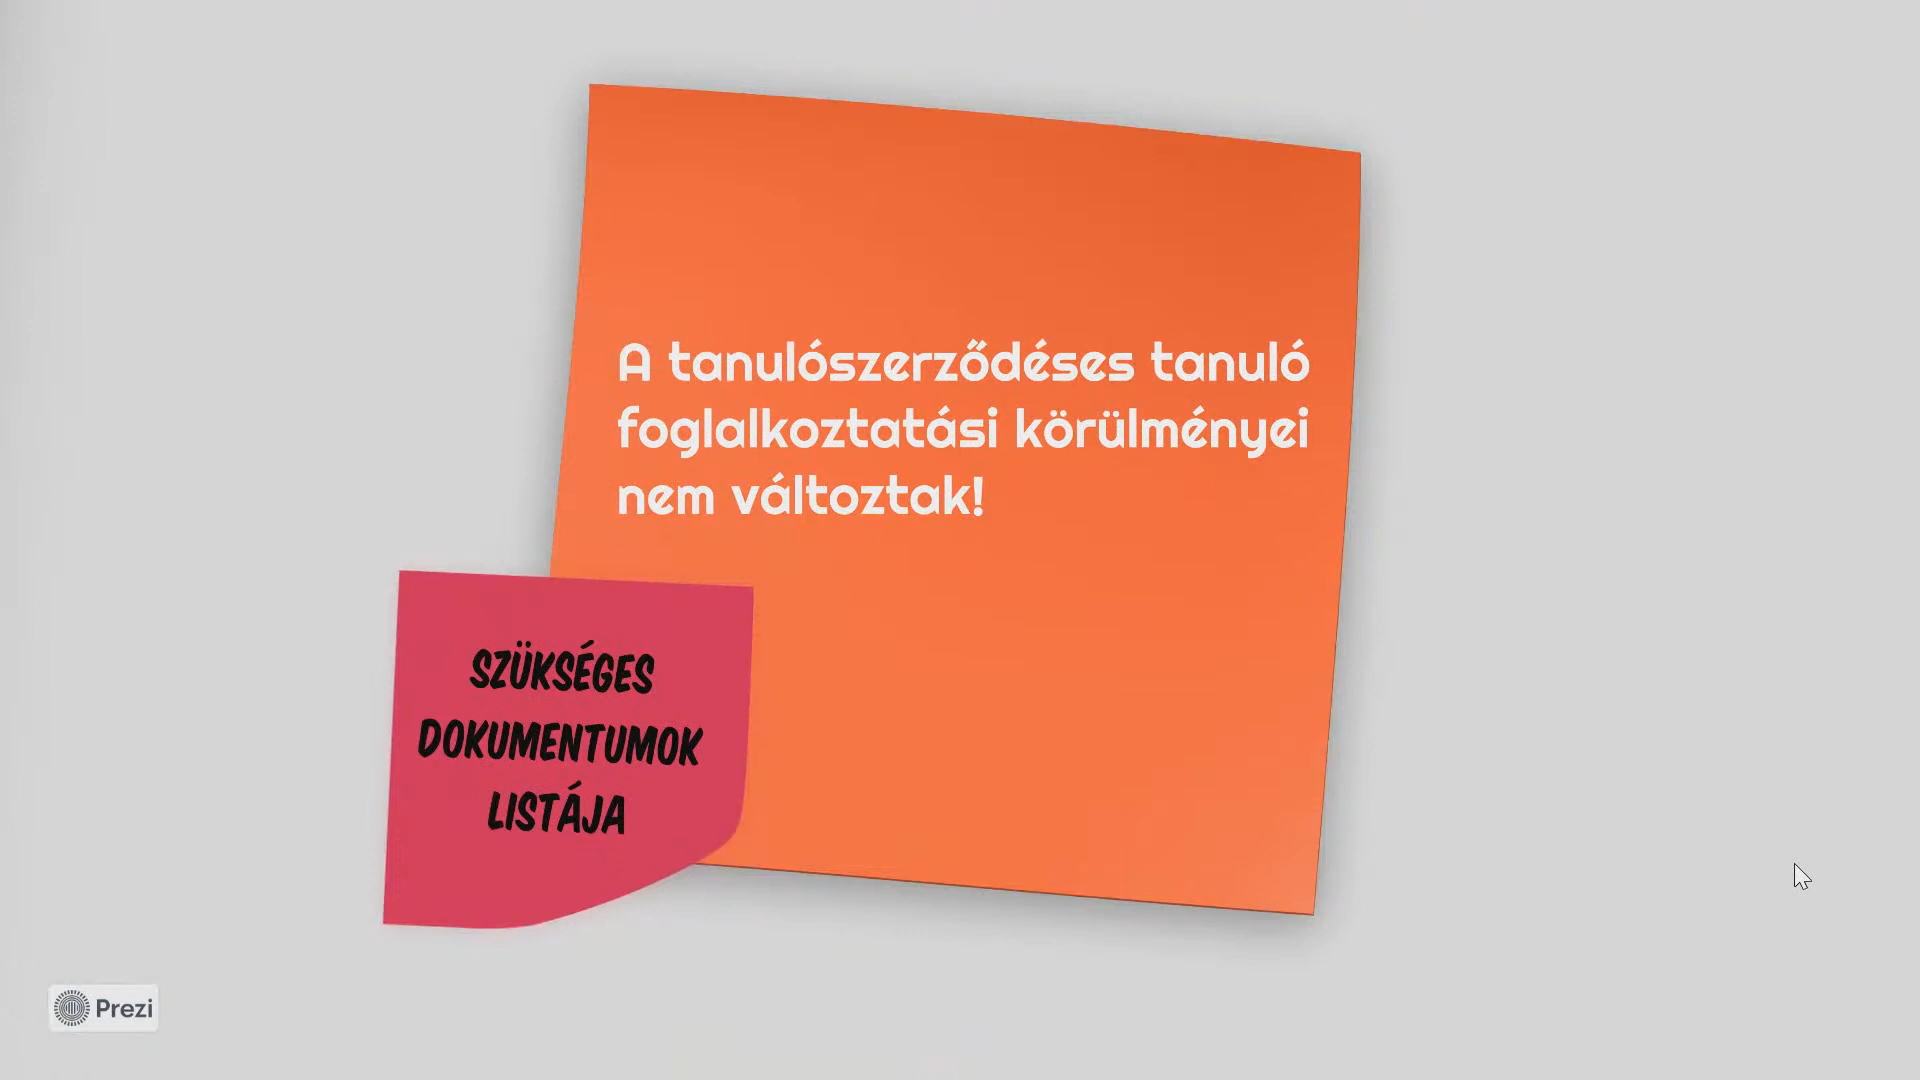 A tanulószerződéses tanuló
foglalkoztatási körülményei
nem változtak!
SZÜKSÉGES
DOKUMENTUMOK
LISTÁJA
Prezi